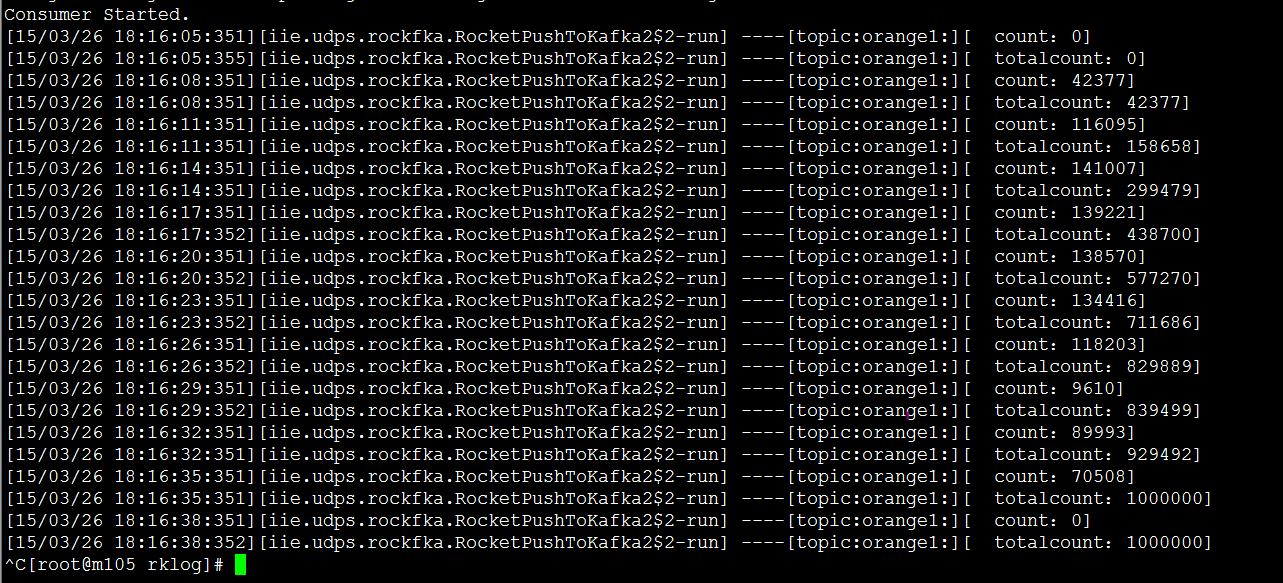 Consumer Started.
[15/03/26 18:16:05:351][iie.udps.rockfka.RocketPushToKafka2$2-run] ----[topic:orange1:][  count: 0]
[15/03/26 18:16:05:355][iie.udps.rockfka.RocketPushToKafka2$2-run] ----[topic:orange1:][  totalcount: 0]
[15/03/26 18:16:08:351][iie.udps.rockfka.RocketPushToKafka2$2-run] ----[topic:orange1:][  count: 42377]
[15/03/26 18:16:08:351][iie.udps.rockfka.RocketPushToKafka2$2-run] ----[topic:orange1:][  totalcount: 42377]
[15/03/26 18:16:11:351][iie.udps.rockfka.RocketPushToKafka2$2-run] ----[topic:orange1:][  count: 116095]
[15/03/26 18:16:11:351][iie.udps.rockfka.RocketPushToKafka2$2-run] ----[topic:orange1:][  totalcount: 158658]
[15/03/26 18:16:14:351][iie.udps.rockfka.RocketPushToKafka2$2-run] ----[topic:orange1:][  count: 141007]
[15/03/26 18:16:14:351][iie.udps.rockfka.RocketPushToKafka2$2-run] ----[topic:orange1:][  totalcount: 299479]
[15/03/26 18:16:17:351][iie.udps.rockfka.RocketPushToKafka2$2-run] ----[topic:orange1:][  count: 139221]
[15/03/26 18:16:17:352][iie.udps.rockfka.RocketPushToKafka2$2-run] ----[topic:orange1:][  totalcount: 438700]
[15/03/26 18:16:20:351][iie.udps.rockfka.RocketPushToKafka2$2-run] ----[topic:orange1:][  count: 138570]
[15/03/26 18:16:20:352][iie.udps.rockfka.RocketPushToKafka2$2-run] ----[topic:orange1:][  totalcount: 577270]
[15/03/26 18:16:23:351][iie.udps.rockfka.RocketPushToKafka2$2-run] ----[topic:orange1:][  count: 134416]
[15/03/26 18:16:23:352][iie.udps.rockfka.RocketPushToKafka2$2-run] ----[topic:orange1:][  totalcount: 711686]
[15/03/26 18:16:26:351][iie.udps.rockfka.RocketPushToKafka2$2-run] ----[topic:orange1:][  count: 118203]
[15/03/26 18:16:26:352][iie.udps.rockfka.RocketPushToKafka2$2-run] ----[topic:orange1:][  totalcount: 829889]
[15/03/26 18:16:29:351][iie.udps.rockfka.RocketPushToKafka2$2-run] ----[topic:orange1:][  count: 9610]
[15/03/26 18:16:29:352][iie.udps.rockfka.RocketPushToKafka2$2-run] ----[topic:orange1:][  totalcount: 839499]
[15/03/26 18:16:32:351][iie.udps.rockfka.RocketPushToKafka2$2-run] ----[topic:orange1:][  count: 89993]
[15/03/26 18:16:32:351][iie.udps.rockfka.RocketPushToKafka2$2-run] ----[topic:orange1:][  totalcount: 929492]
[15/03/26 18:16:35:351][iie.udps.rockfka.RocketPushToKafka2$2-run] ----[topic:orange1:][  count: 70508]
[15/03/26 18:16:35:351][iie.udps.rockfka.RocketPushToKafka2$2-run] ----[topic:orange1:][  totalcount: 1000000]
[15/03/26 18:16:38:351][iie.udps.rockfka.RocketPushToKafka2$2-run] ----[topic:orange1:][  count: 0]
[15/03/26 18:16:38:352][iie.udps.rockfka.RocketPushToKafka2$2-run] ----[topic:orange1:][  totalcount: 1000000]
^C[root@m105 rklog]#